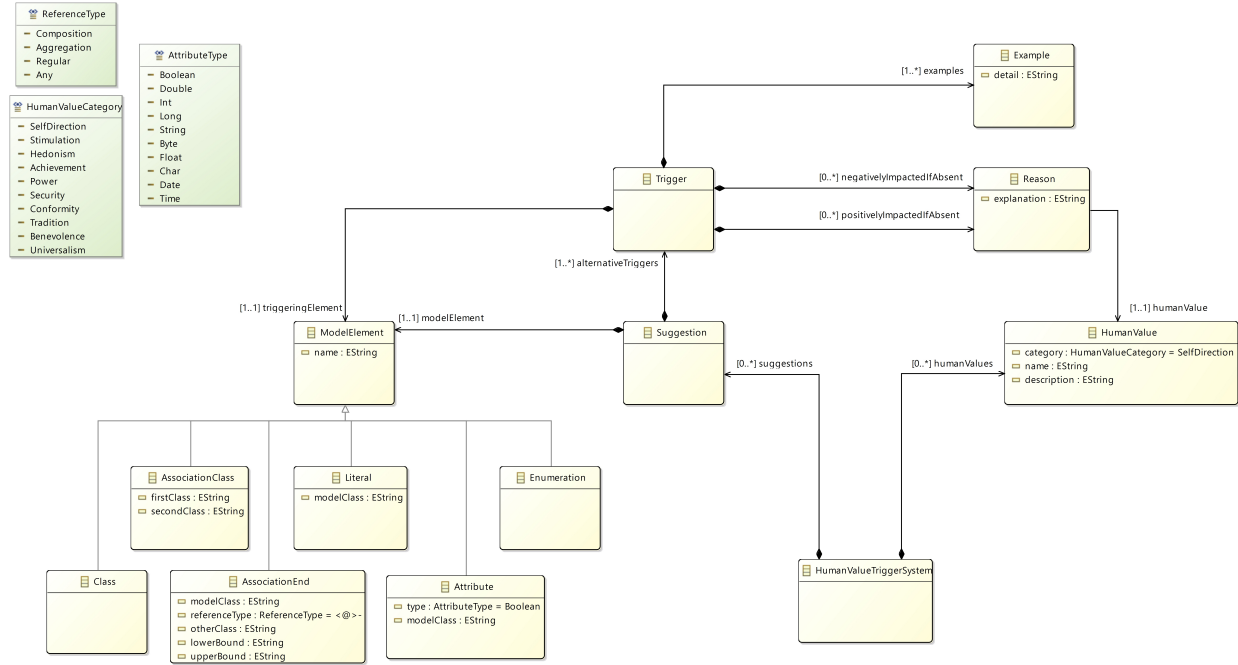 ReferenceType
Composition
Aggregation
Regular
Any
HumanValueCategory
SelfDirection
Stimulation
Hedonism
Achievement
Power
Security
Conformity
Tradition
Benevolence
Universalism
AttributeType
Boolean
Double
Int
Long
String
Byte
Float
Char
Date
Time
[1..*] examples
Example
detail : EString
Trigger
[0..*] negativelyImpactedIfAbsent
[0..*] positivelyImpactedIfAbsent
Reason
explanation : EString
[1..*] alternativeTriggers
[1..1] triggeringElement
[1..1] modelElement
[1..1] humanValue
ModelElement
name : EString
Suggestion
[0..*] suggestions
[0..*] humanValues
HumanValue
category : HumanValueCategory = SelfDirection
name : EString
description : EString
AssociationClass
firstClass : EString
secondClass : EString
Literal
modelClass : EString
Enumeration
Class
AssociationEnd
modelClass : EString
referenceType : ReferenceType = <@>-
otherClass : EString
lowerBound : EString
upperBound : EString
Attribute
type : AttributeType = Boolean
modelClass : EString
HumanValueTriggerSystem